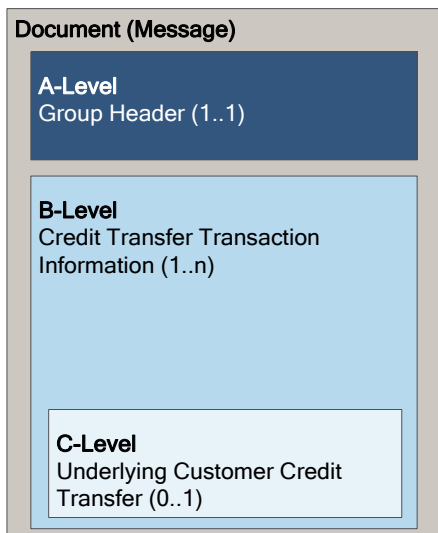 Document (Message)
A-Level
Group Header (1..1)
B-Level
Credit Transfer Transaction
Information (1..n)
C-Level
Underlying Customer Credit
Transfer (0..1)